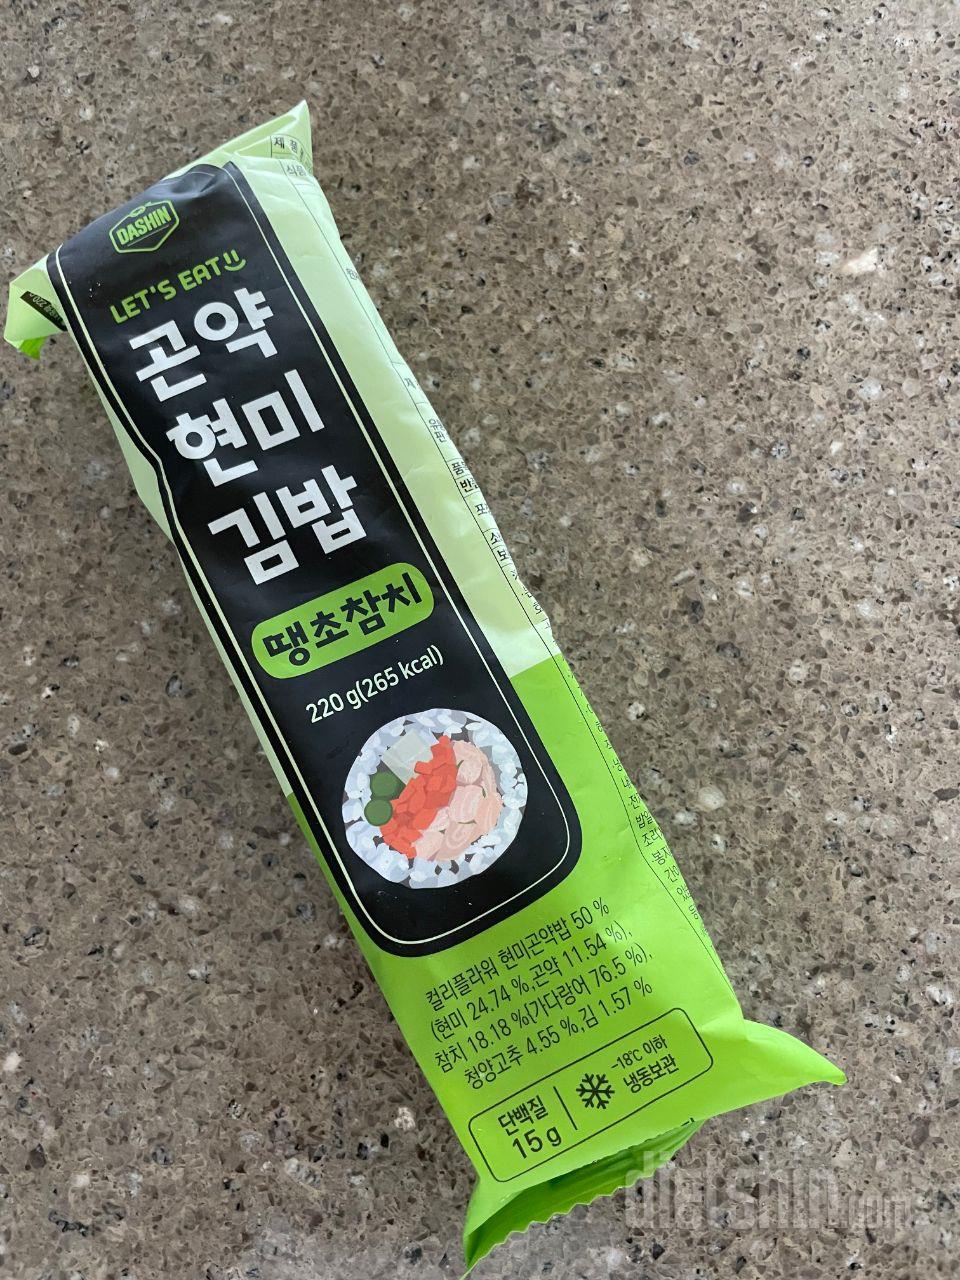 DASHIN
LET'S EAT
곤약
현미
김밥
땡초참치
220 g(265 kcal)
컬리플라워 현미곤약밥 50 %
(현미 24.74 %,곤약 11.54 %),
참치 18.18 %(가다랑어 76.5 %),
청양고추 4.55 %,김 1.57 %
단백질
15 g
-18℃ 이하
냉동보관
dietshin.com